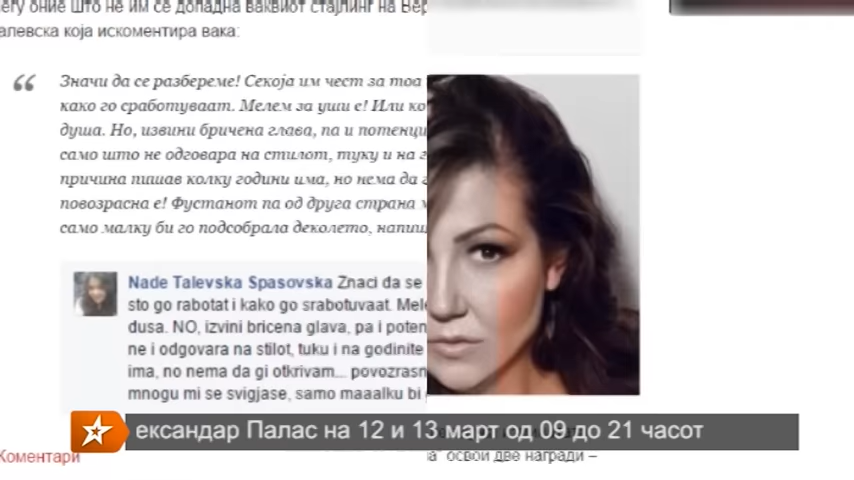 меѓу оние што не им се допадна ваквиот стајлинг на Вер
алевска која искоментира вака:
“ Значи да се разбереме! Секоја им чест за тоа
како го сработуваат. Мелем за уши е! Или ко
душа. Но, извини бричена глава, па и потенци
само што не одговара на стилот, туку и на г
причина пишав колку години има, но нема да г
повозрасна е! Фустанот па од друга страна м
само малку би го подсобрала деколето, напиш
Nade Talevska Spasovska Znaci da se
sto go rabotat i kako go srabotuvaat. Mele
dusa. NO, izvini bricena glava, pa i poten
ne i odgovara na stilot, tuku i na godinite
ima, no nema da gi otkrivam... povozrasn
mnogu mi se svigjase, samo maaalku bi
ександар Палас на 12 и 13 март од 09 до 21 часот
Коментари
а" освои две награди –